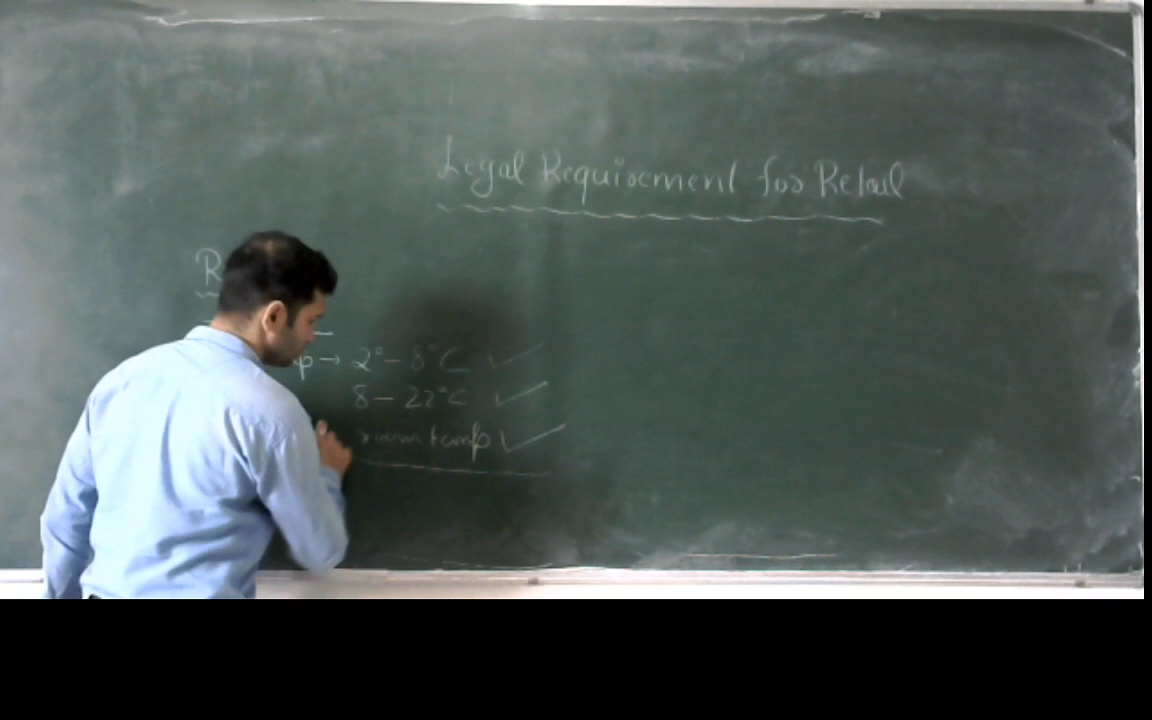 Legal Requirement for Retail
R
p → 2° - 8°C ✓
8 - 22°C ✓
room temp ✓